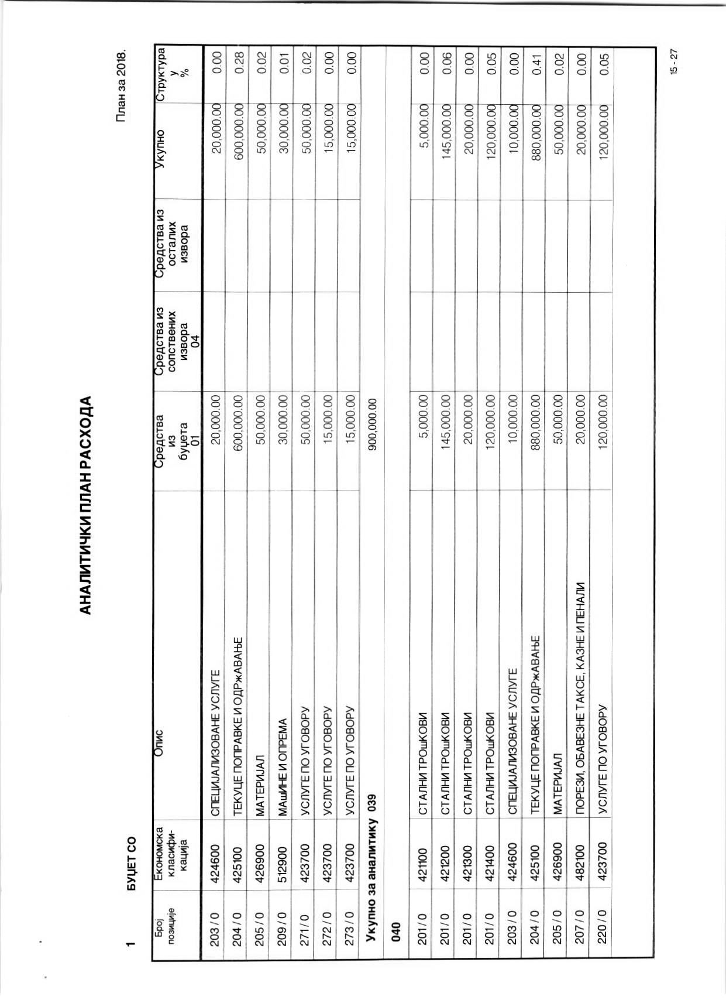 АНАЛИТИЧКИ ПЛАН РАСХОДА
План за 2018.
1 БУЏЕТ СО
Број позиције Економска класифи- кација Опис Средства из буџета 01 Средства из сопствених извора 04 Средства из осталих извора Укупно Структура у %
203 / 0 424600 СПЕЦИЈАЛИЗОВАНЕ УСЛУГЕ 20,000.00 20,000.00 0.00
204 / 0 425100 ТЕКУЦЕ ПОПРАВКЕ И ОДРжАВАЊЕ 600,000.00 600,000.00 0.28
205 / 0 426900 МАТЕРИЈАЛ 50,000.00 50,000.00 0.02
209 / 0 512900 МАшИНЕ И ОПРЕМА 30,000.00 30,000.00 0.01
271 / 0 423700 УСЛУГЕ ПО УГОВОРУ 50,000.00 50,000.00 0.02
272 / 0 423700 УСЛУГЕ ПО УГОВОРУ 15,000.00 15,000.00 0.00
273 / 0 423700 УСЛУГЕ ПО УГОВОРУ 15,000.00 15,000.00 0.00
Укупно за аналитику 039 900,000.00
040
201 / 0 421100 СТАЛНИ ТРОшКОВИ 5,000.00 5,000.00 0.00
201 / 0 421200 СТАЛНИ ТРОшКОВИ 145,000.00 145,000.00 0.06
201 / 0 421300 СТАЛНИ ТРОшКОВИ 20,000.00 20,000.00 0.00
201 / 0 421400 СТАЛНИ ТРОшКОВИ 120,000.00 120,000.00 0.05
203 / 0 424600 СПЕЦИЈАЛИЗОВАНЕ УСЛУГЕ 10,000.00 10,000.00 0.00
204 / 0 425100 ТЕКУЦЕ ПОПРАВКЕ И ОДРжАВАЊЕ 880,000.00 880,000.00 0.41
205 / 0 426900 МАТЕРИЈАЛ 50,000.00 50,000.00 0.02
207 / 0 482100 ПОРЕЗИ, ОБАВЕЗНЕ ТАКСЕ, КАЗНЕ И ПЕНАЛИ 20,000.00 20,000.00 0.00
220 / 0 423700 УСЛУГЕ ПО УГОВОРУ 120,000.00 120,000.00 0.05
15 - 27